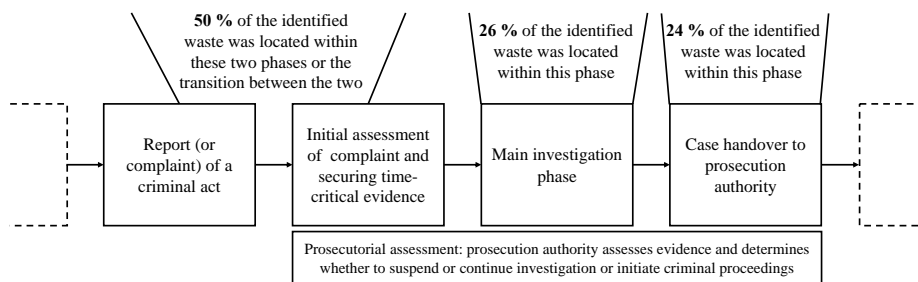 50 % of the identified
waste was located within
these two phases or the
transition between the two
26 % of the identified
waste was located
within this phase
24 % of the identified
waste was located
within this phase
Report (or
complaint) of a
criminal act
Initial assessment
of complaint and
securing time-
critical evidence
Main investigation
phase
Case handover to
prosecution
authority
Prosecutorial assessment: prosecution authority assesses evidence and determines
whether to suspend or continue investigation or initiate criminal proceedings